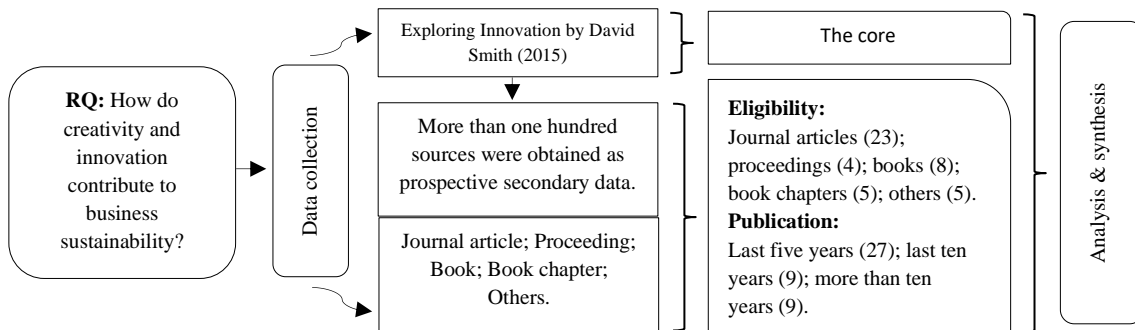 RQ: How do
creativity and
innovation
contribute to
business
sustainability?
Data collection
Exploring Innovation by David
Smith (2015)
More than one hundred
sources were obtained as
prospective secondary data.
Journal article; Proceeding;
Book; Book chapter;
Others.
The core
Eligibility:
Journal articles (23);
proceedings (4); books (8);
book chapters (5); others (5).
Publication:
Last five years (27); last ten
years (9); more than ten
years (9).
Analysis & synthesis